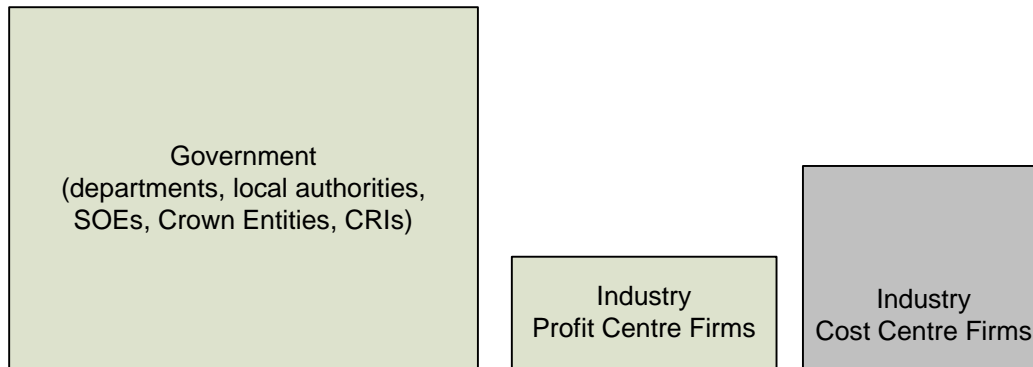 Government
(departments, local authorities,
SOEs, Crown Entities, CRIs)
Industry
Profit Centre Firms
Industry
Cost Centre Firms